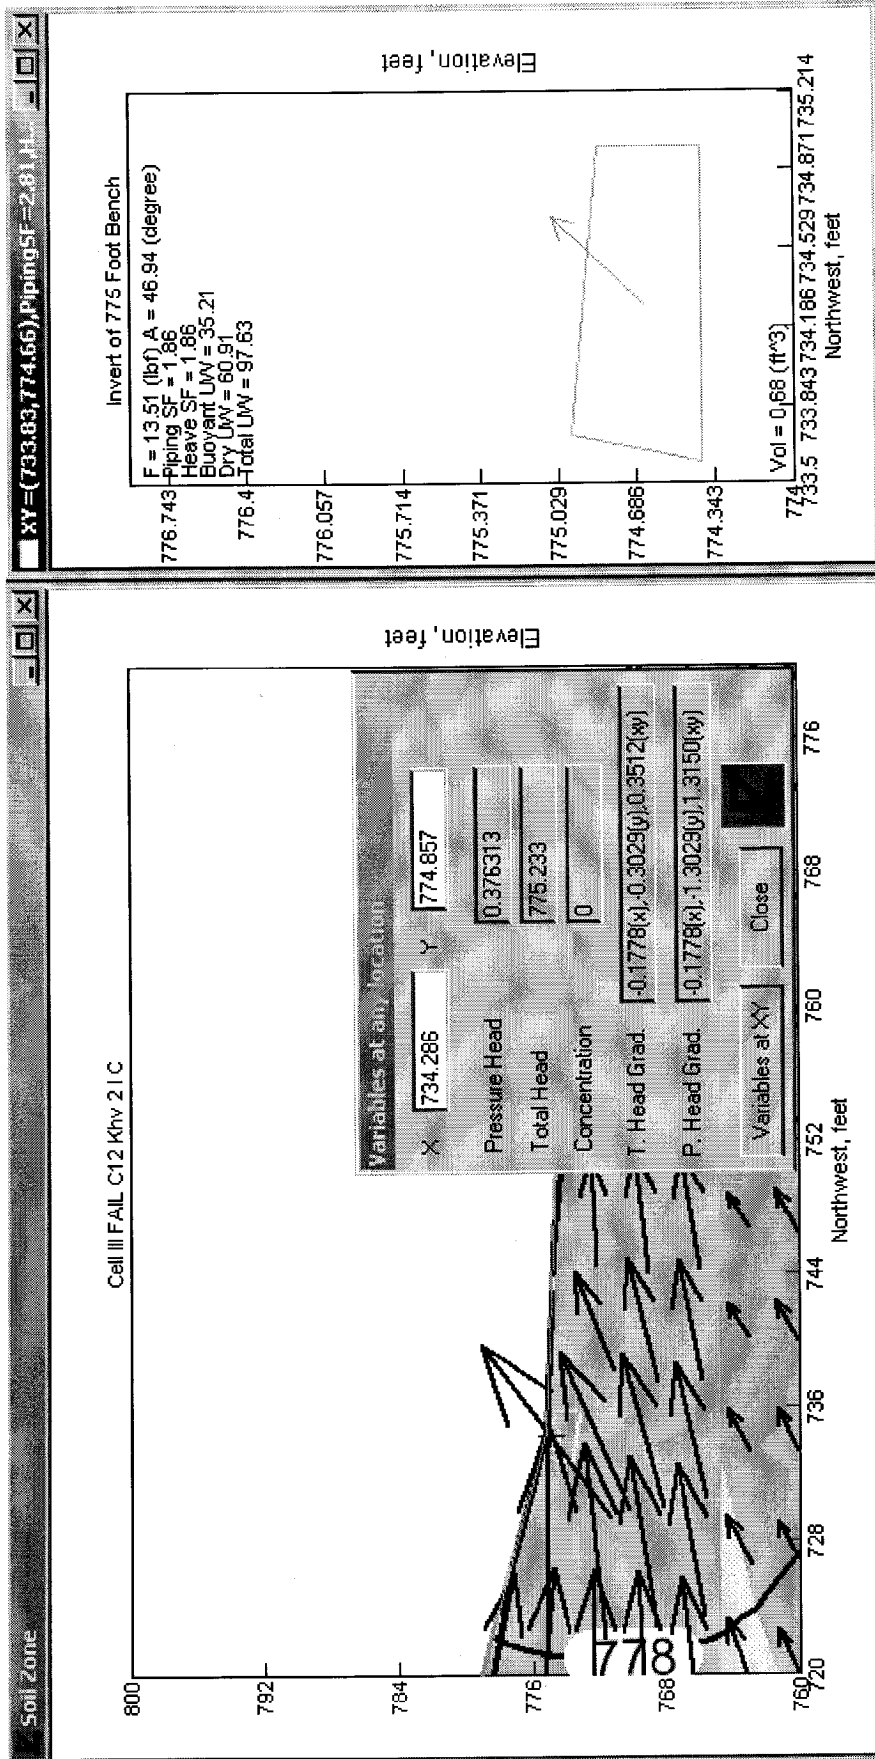 Soil Zone
Cell III FAIL C12 Khv 2 I C
800
792
784
776
768
760
720
728
736
744
752
760
768
776
Northwest, feet
Elevation, feet
778
Variables at any location
X
734.286
Y
774.857
Pressure Head
0.376313
Total Head
775.233
Concentration
0
T. Head Grad.
-0.1778(x),-0.3029(y),0.3512(xy)
P. Head Grad.
-0.1778(x),-1.3029(y),1.3150(xy)
Variables at XY
Close
XY=(733.83,774.66),PipingSF=2.81,H...
Invert of 775 Foot Bench
F = 13.51 (lbf) A = 46.94 (degree)
Piping SF = 1.86
Heave SF = 1.86
Buoyant UW = 35.21
Dry UW = 60.91
Total UW = 97.63
776.743
776.4
776.057
775.714
775.371
775.029
774.686
774.343
774
Vol = 0.68 (ft^3)
733.5 733.843 734.186 734.529 734.871 735.214
Northwest, feet
Elevation, feet